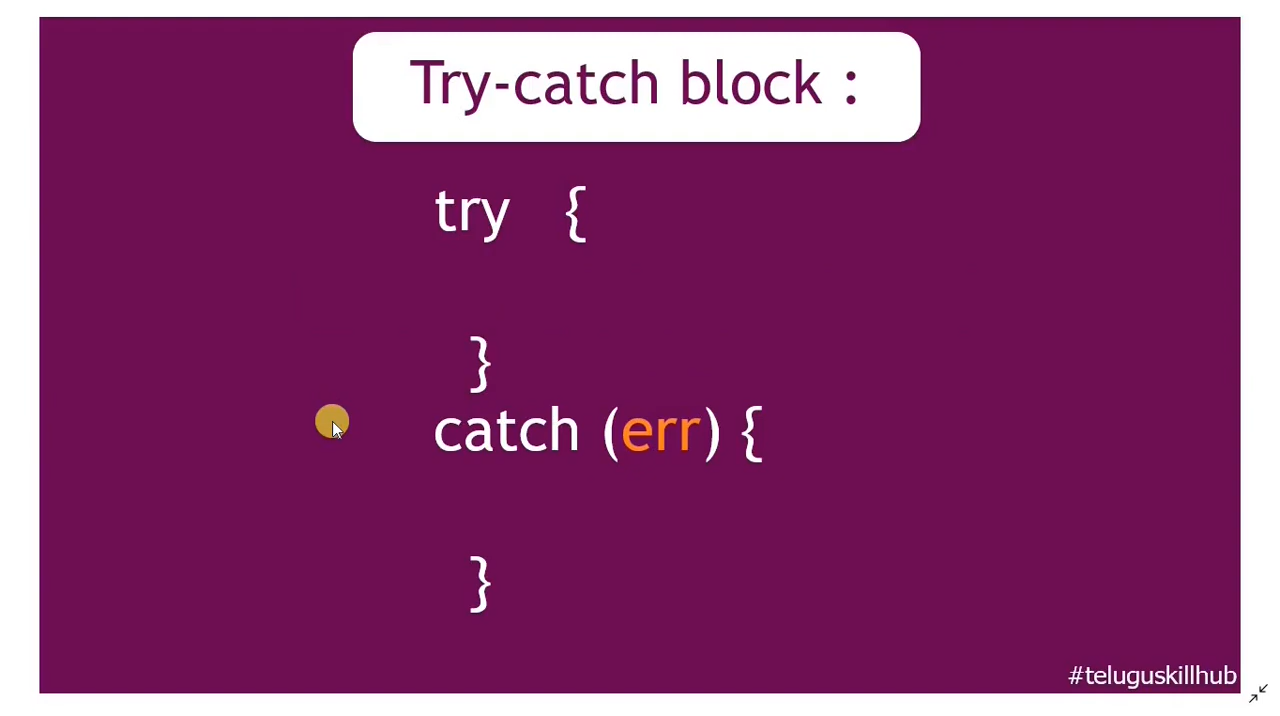 Try-catch block :
try {
}
catch (err) {
}
#teluguskillhub